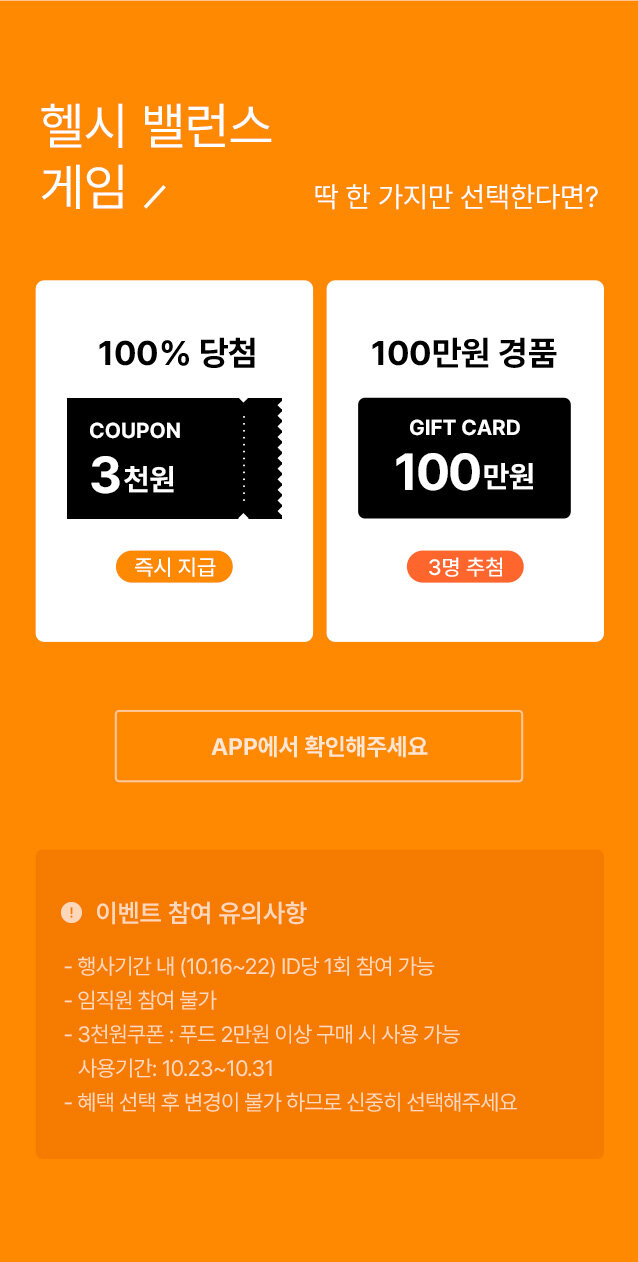 헬시 밸런스
게임
딱 한 가지만 선택한다면?
100% 당첨
COUPON
3천원
즉시 지급
100만원 경품
GIFT CARD
100만원
3명 추첨
APP에서 확인해주세요
! 이벤트 참여 유의사항
- 행사기간 내 (10.16~22) ID당 1회 참여 가능
- 임직원 참여 불가
- 3천원쿠폰 : 푸드 2만원 이상 구매 시 사용 가능
사용기간: 10.23~10.31
- 혜택 선택 후 변경이 불가 하므로 신중히 선택해주세요